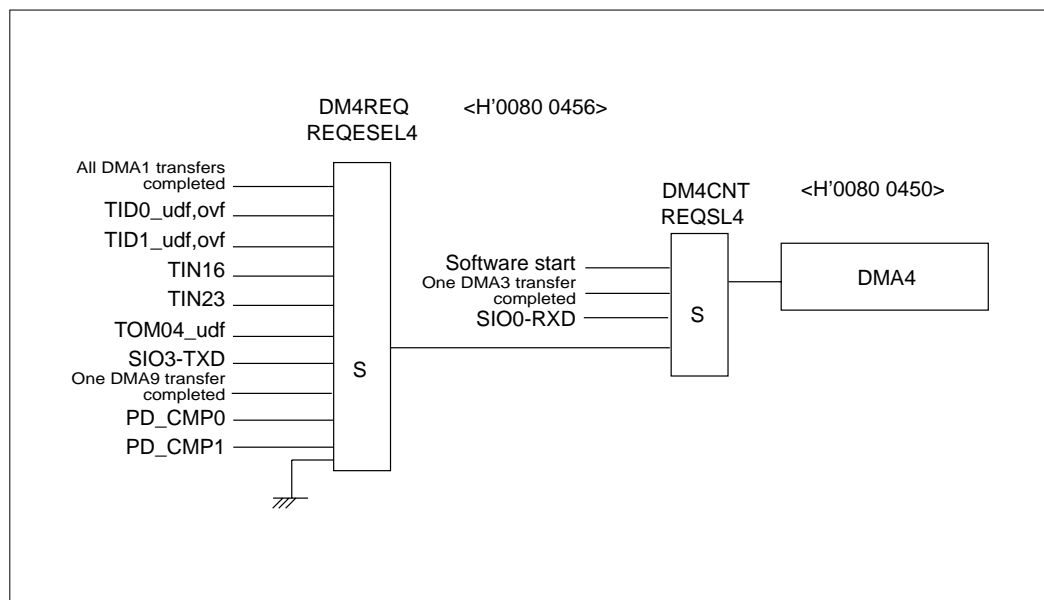 DM4REQ <H'0080 0456>
REQESEL4
All DMA1 transfers
completed
TID0_udf,ovf
TID1_udf,ovf
TIN16
TIN23
TOM04_udf
SIO3-TXD
One DMA9 transfer
completed
PD_CMP0
PD_CMP1
S
DM4CNT <H'0080 0450>
REQSL4
Software start
One DMA3 transfer
completed
SIO0-RXD
S
DMA4